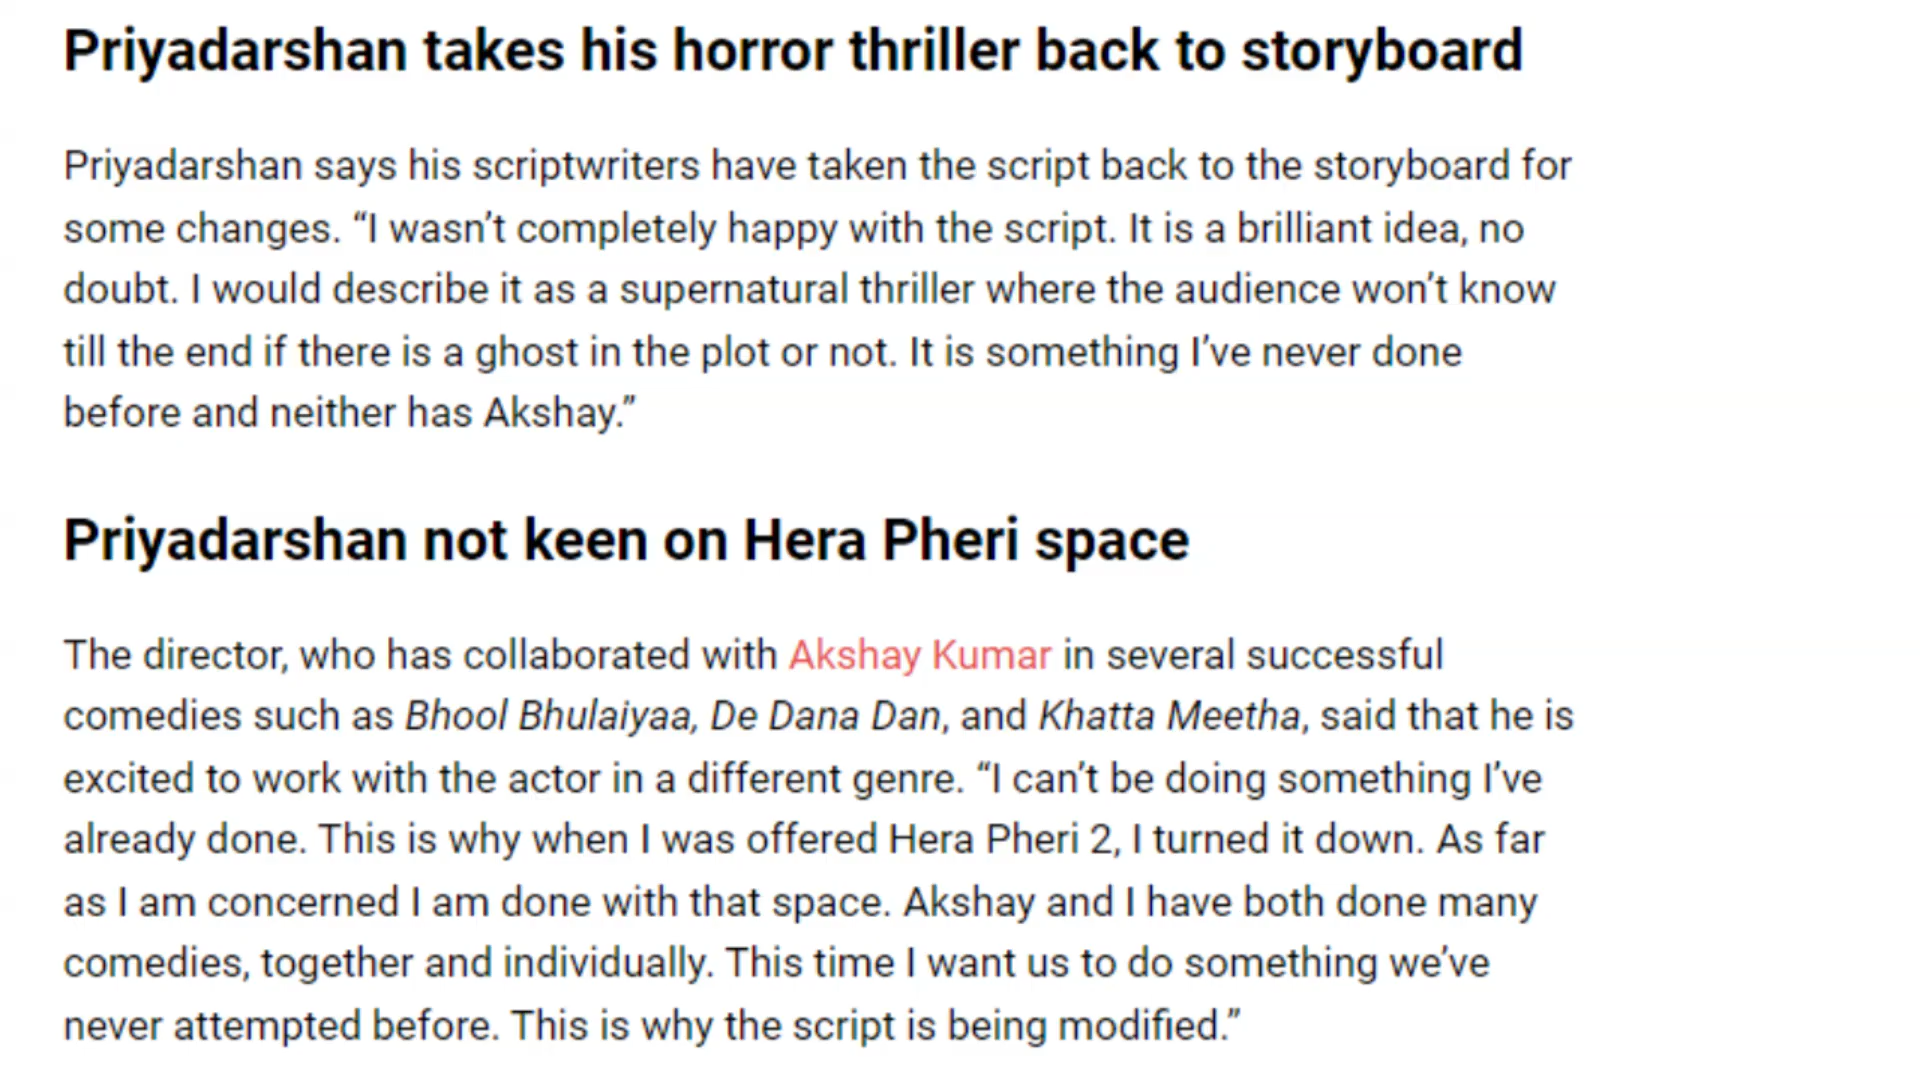 Priyadarshan takes his horror thriller back to storyboard
Priyadarshan says his scriptwriters have taken the script back to the storyboard for
some changes. “I wasn’t completely happy with the script. It is a brilliant idea, no
doubt. I would describe it as a supernatural thriller where the audience won’t know
till the end if there is a ghost in the plot or not. It is something I’ve never done
before and neither has Akshay.”
Priyadarshan not keen on Hera Pheri space
The director, who has collaborated with Akshay Kumar in several successful
comedies such as Bhool Bhulaiyaa, De Dana Dan, and Khatta Meetha, said that he is
excited to work with the actor in a different genre. “I can’t be doing something I’ve
already done. This is why when I was offered Hera Pheri 2, I turned it down. As far
as I am concerned I am done with that space. Akshay and I have both done many
comedies, together and individually. This time I want us to do something we’ve
never attempted before. This is why the script is being modified.”